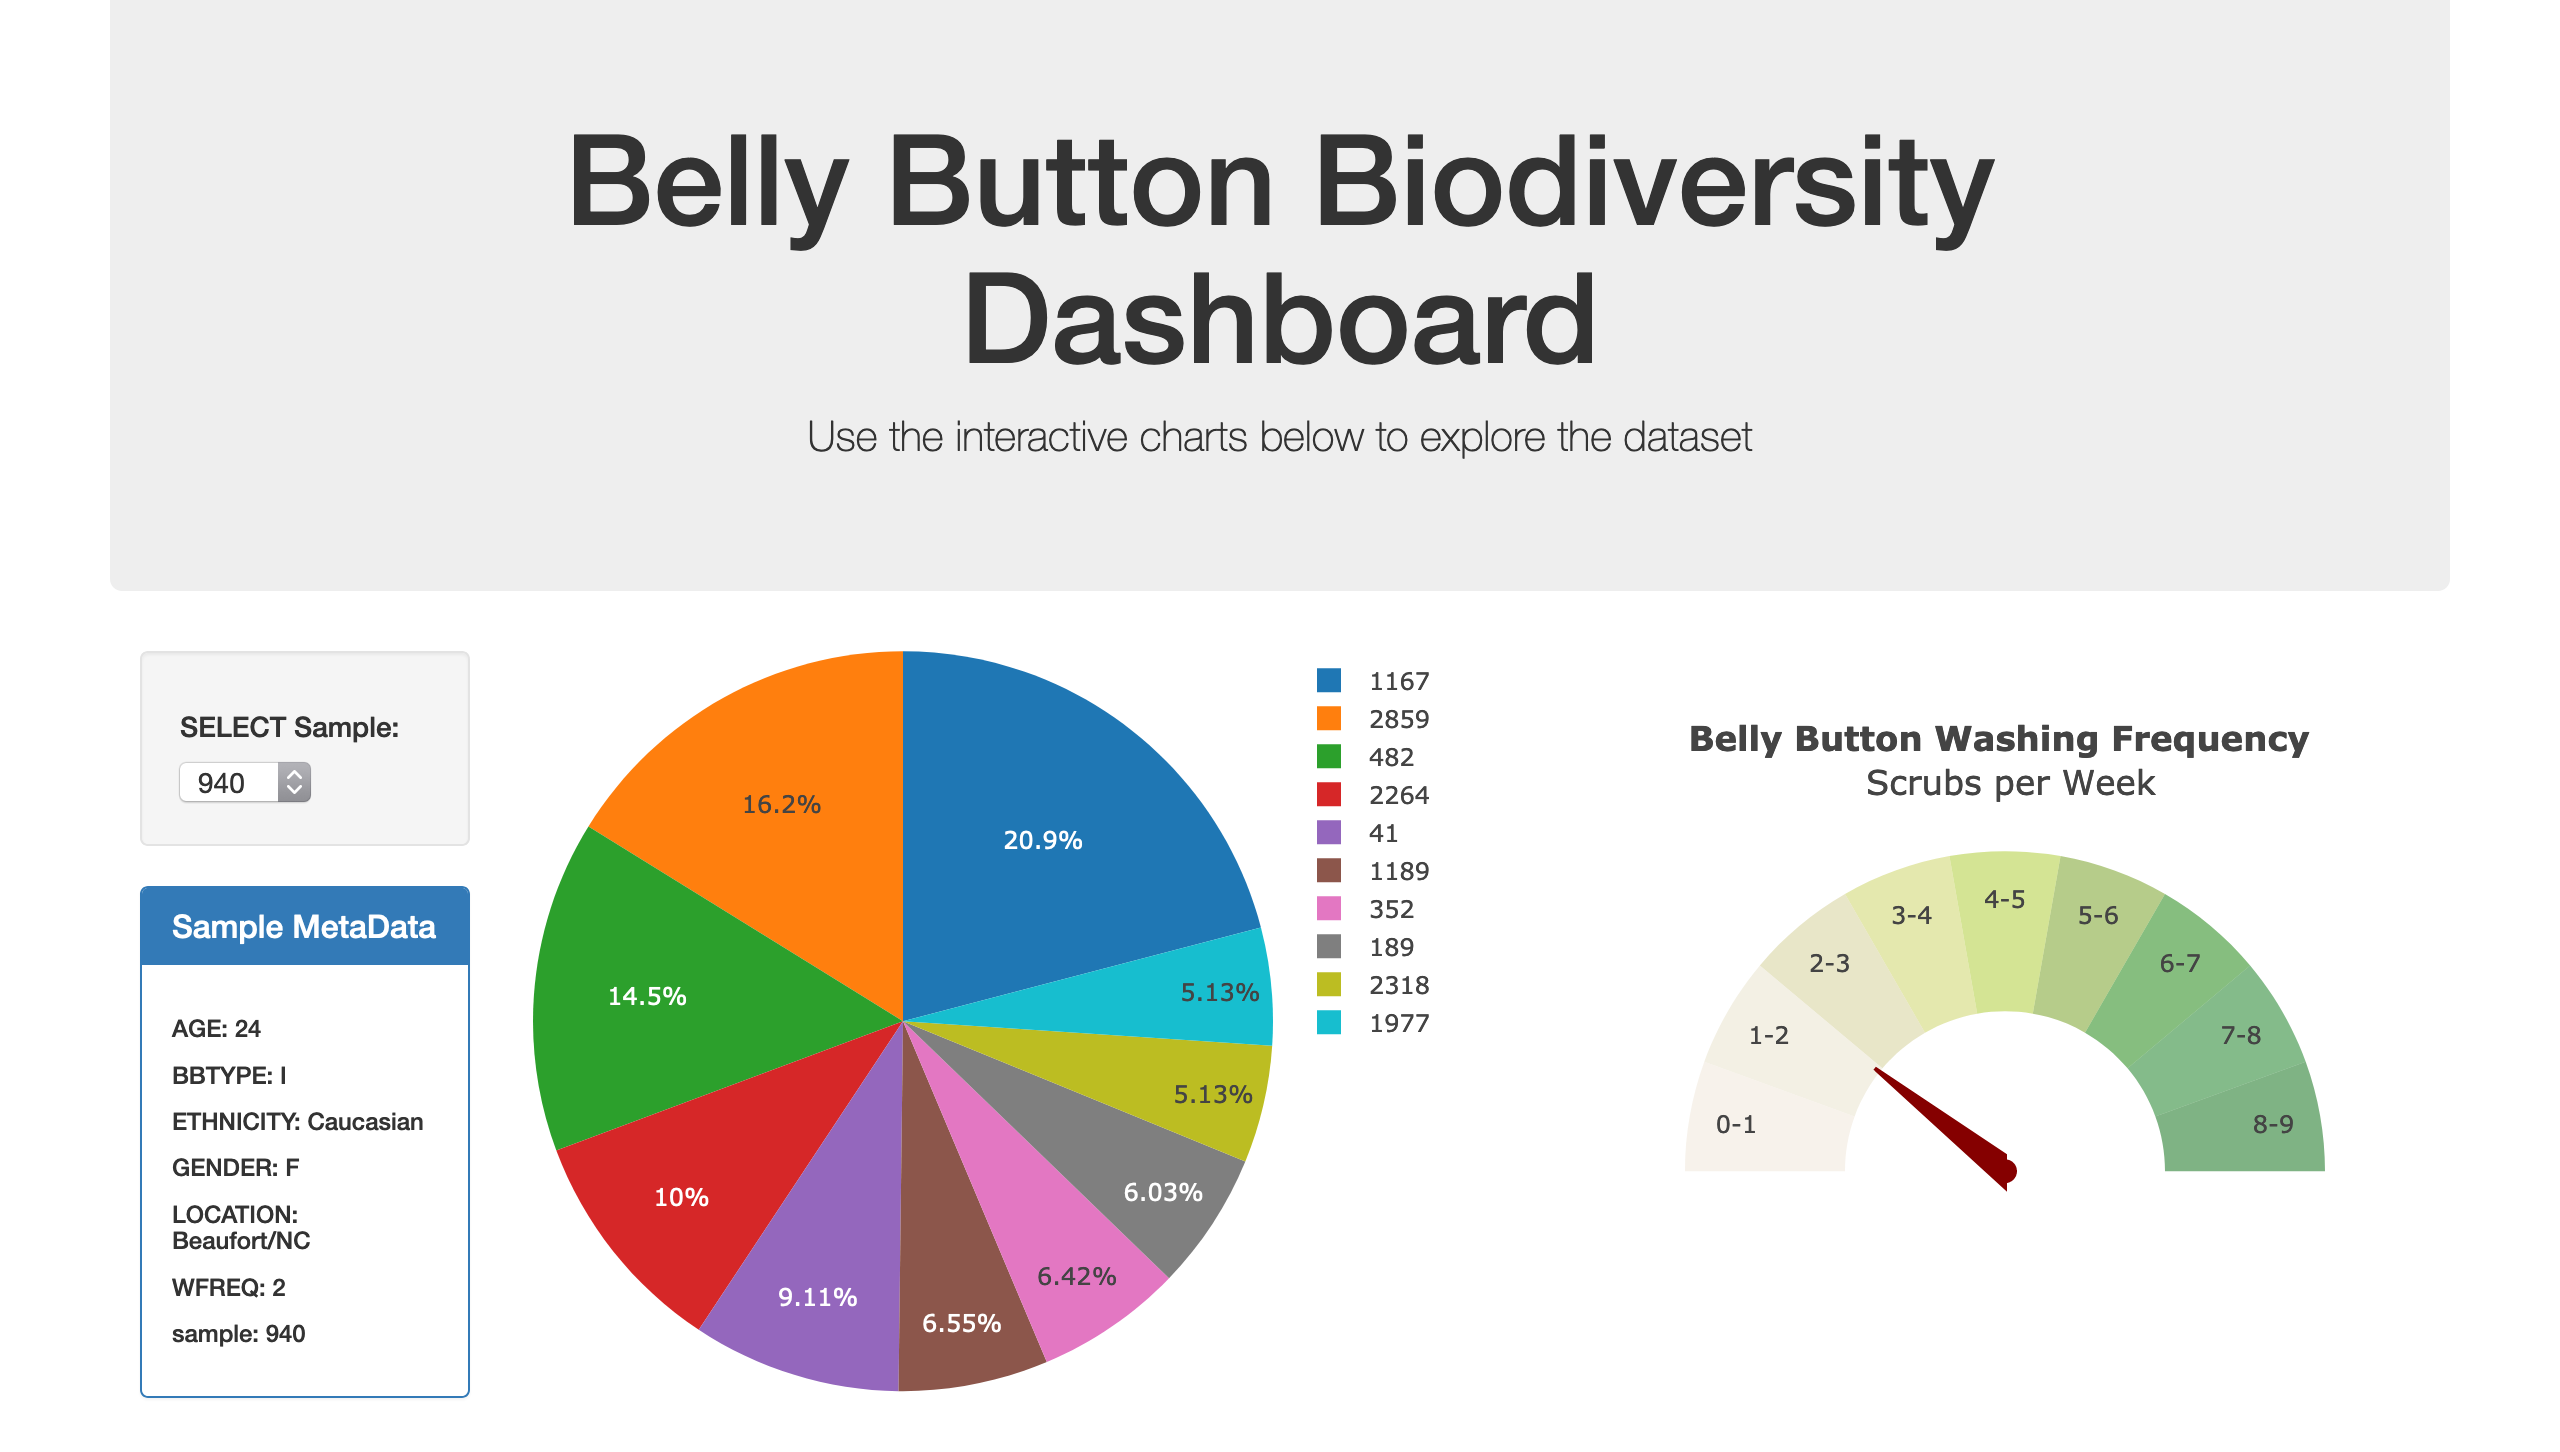 Belly Button Biodiversity
Dashboard
Use the interactive charts below to explore the dataset
SELECT Sample:
940
Sample MetaData
AGE: 24
BBTYPE: I
ETHNICITY: Caucasian
GENDER: F
LOCATION:
Beaufort/NC
WFREQ: 2
sample: 940
16.2%
20.9%
14.5%
5.13%
5.13%
10%
6.03%
9.11%
6.55%
6.42%
1167
2859
482
2264
41
1189
352
189
2318
1977
Belly Button Washing Frequency
Scrubs per Week
0-1
1-2
2-3
3-4
4-5
5-6
6-7
7-8
8-9